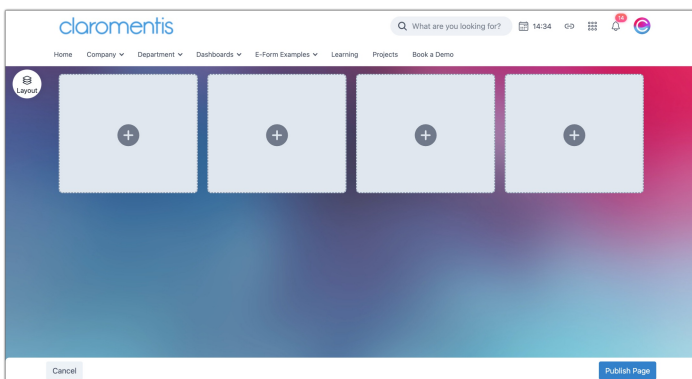 claromentis
What are you looking for?
14:34
14
Home Company Department Dashboards E-Form Examples Learning Projects Book a Demo
Layout
Cancel
Publish Page